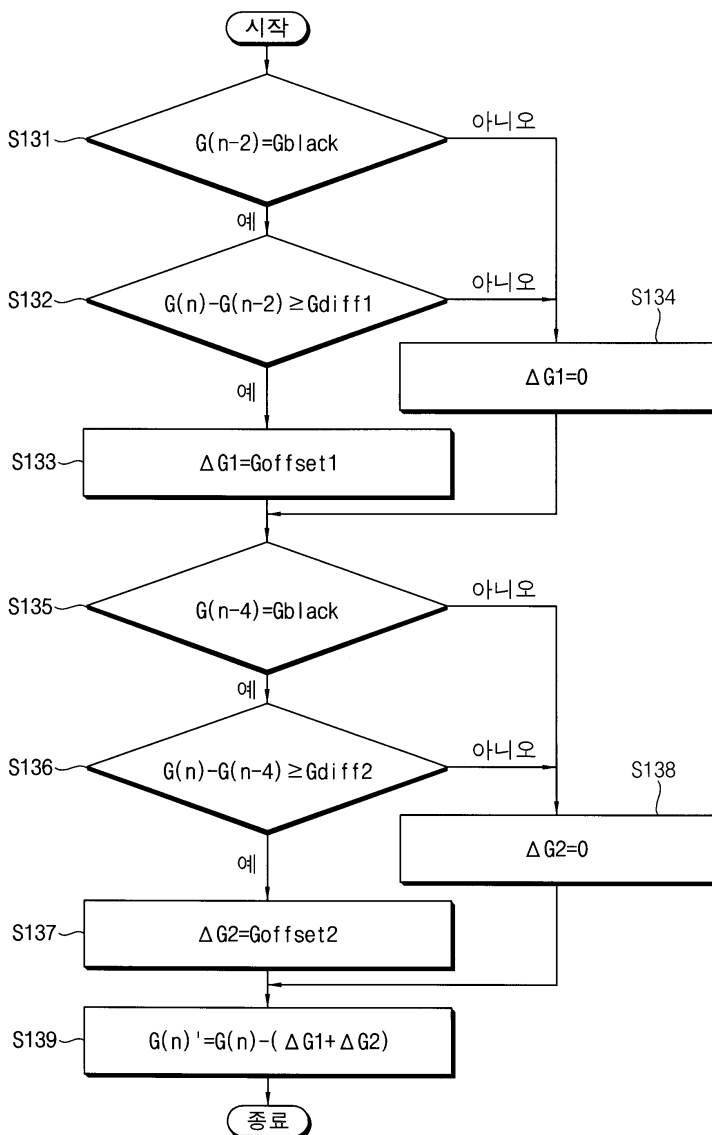 시작
S131
G(n-2)=Gblack
아니오
예
S132
G(n)-G(n-2)≥Gdiff1
아니오
S134
ΔG1=0
예
S133
ΔG1=Goffset1
S135
G(n-4)=Gblack
아니오
예
S136
G(n)-G(n-4)≥Gdiff2
아니오
S138
ΔG2=0
예
S137
ΔG2=Goffset2
S139
G(n)'=G(n)-(ΔG1+ΔG2)
종료